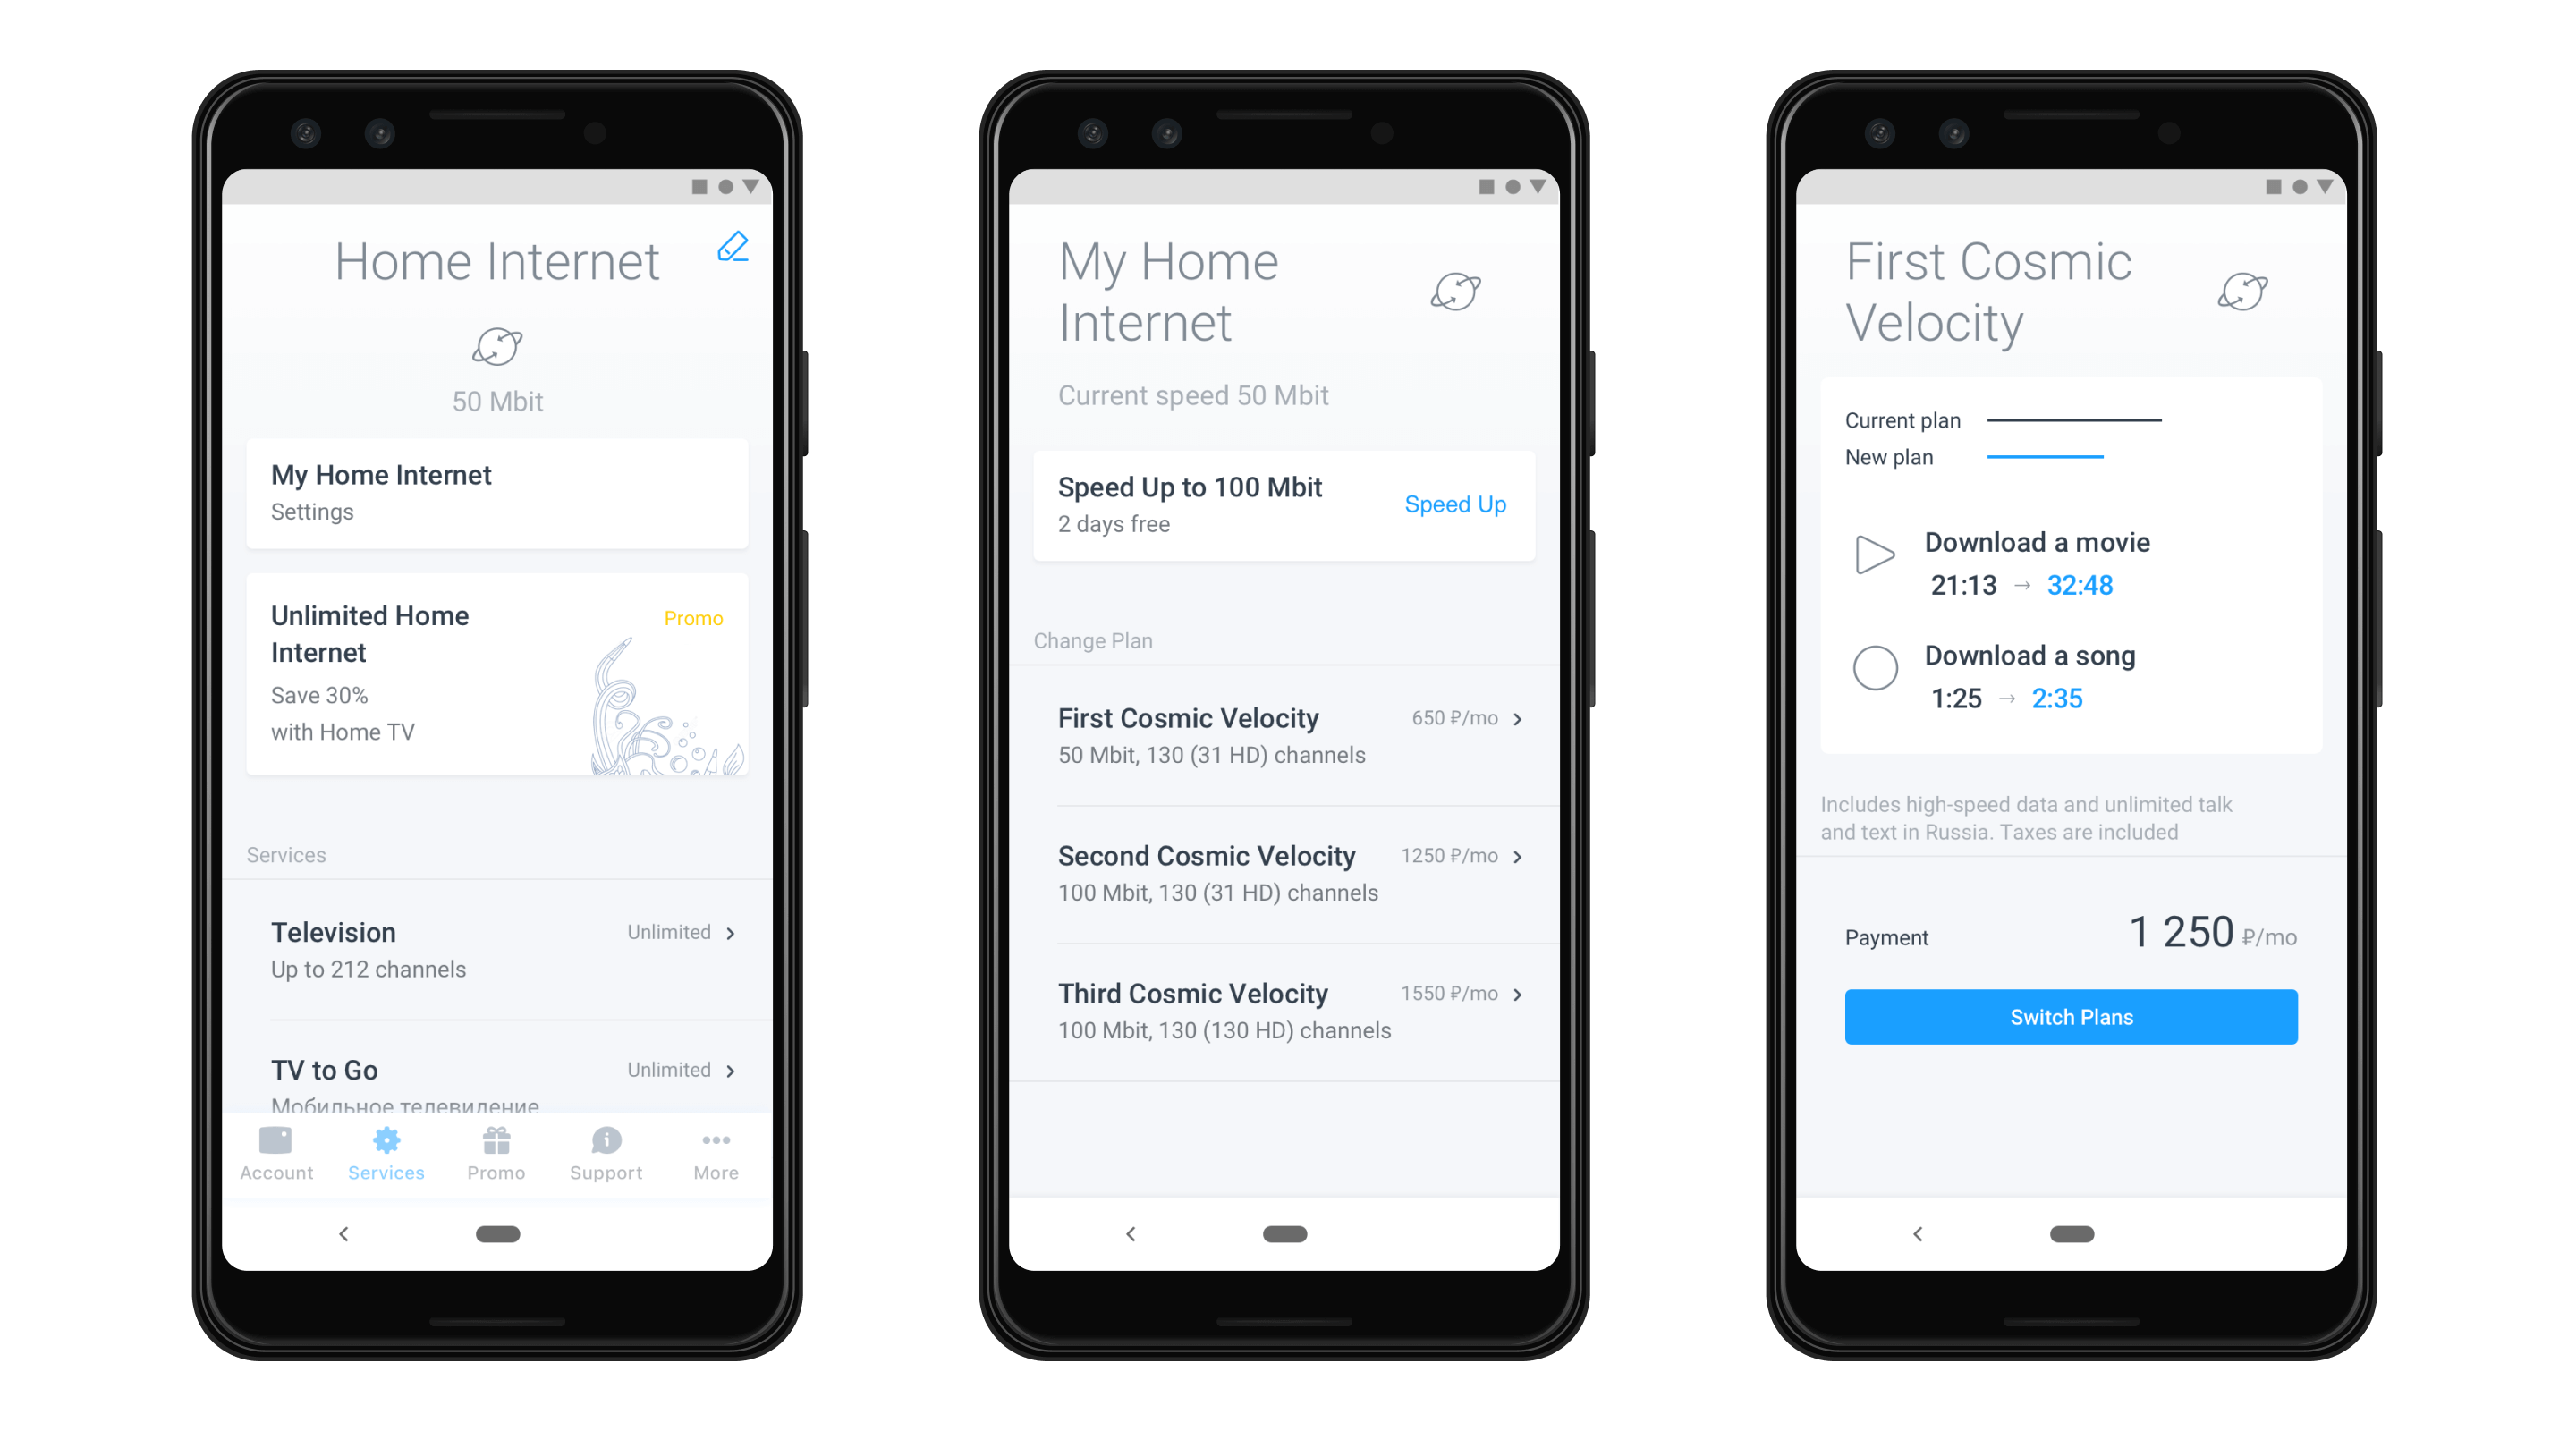 Home Internet
50 Mbit
My Home Internet
Settings
Unlimited Home
Internet
Promo
Save 30%
with Home TV
Services
Television
Unlimited
Up to 212 channels
TV to Go
Unlimited
Мобильное телевидение
Account
Services
Promo
Support
More
My Home
Internet
Current speed 50 Mbit
Speed Up to 100 Mbit
2 days free
Speed Up
Change Plan
First Cosmic Velocity
650 ₽/mo
50 Mbit, 130 (31 HD) channels
Second Cosmic Velocity
1250 ₽/mo
100 Mbit, 130 (31 HD) channels
Third Cosmic Velocity
1550 ₽/mo
100 Mbit, 130 (130 HD) channels
First Cosmic
Velocity
Current plan
New plan
Download a movie
21:13 → 32:48
Download a song
1:25 → 2:35
Includes high-speed data and unlimited talk
and text in Russia. Taxes are included
Payment
1 250 ₽/mo
Switch Plans